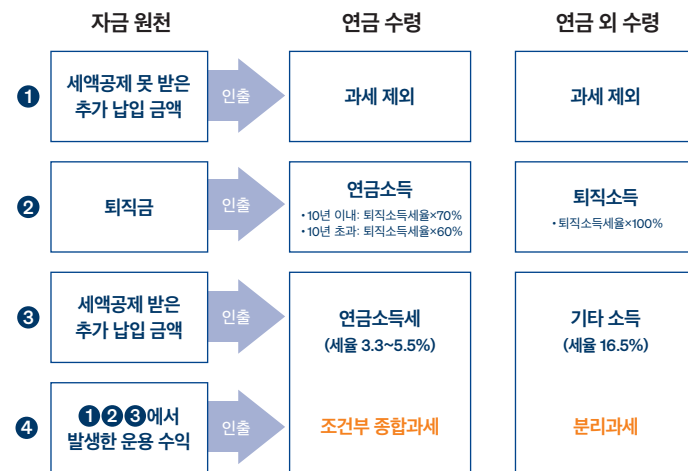 자금 원천
연금 수령
연금 외 수령
❶
세액공제 못 받은
추가 납입 금액
인출
과세 제외
과세 제외
❷
퇴직금
인출
연금소득
• 10년 이내: 퇴직소득세율×70%
• 10년 초과: 퇴직소득세율×60%
퇴직소득
• 퇴직소득세율×100%
❸
세액공제 받은
추가 납입 금액
인출
연금소득세
(세율 3.3~5.5%)
기타 소득
(세율 16.5%)
❹
❶❷❸에서
발생한 운용 수익
인출
조건부 종합과세
분리과세